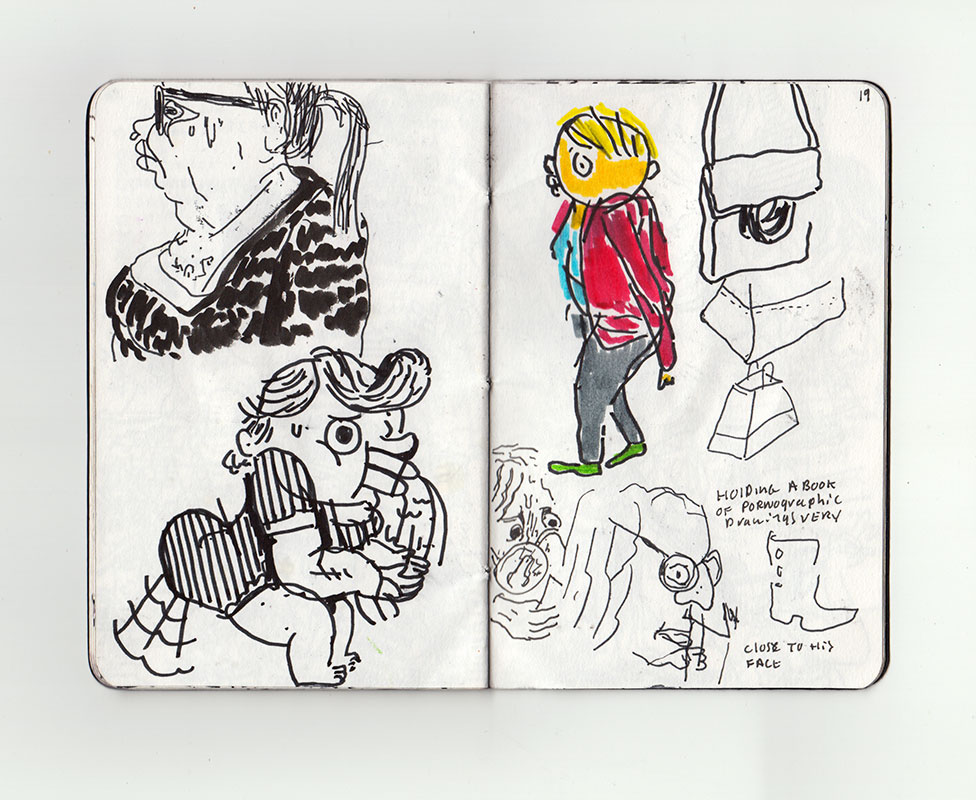 19
HOLDING A BOOK
OF PORNOGRAPHIC
DRAWINGS VERY
CLOSE TO HIS
FACE